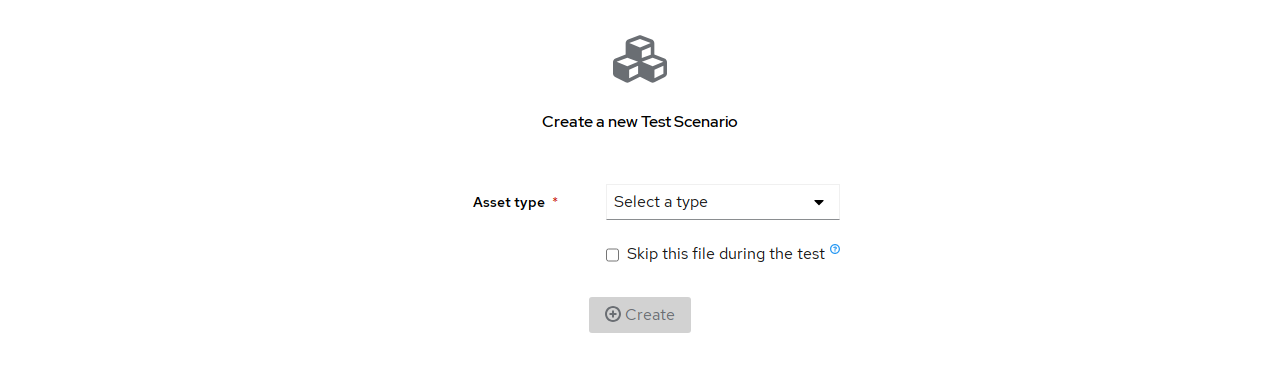 Create a new Test Scenario
Asset type *
Select a type
Skip this file during the test
Create